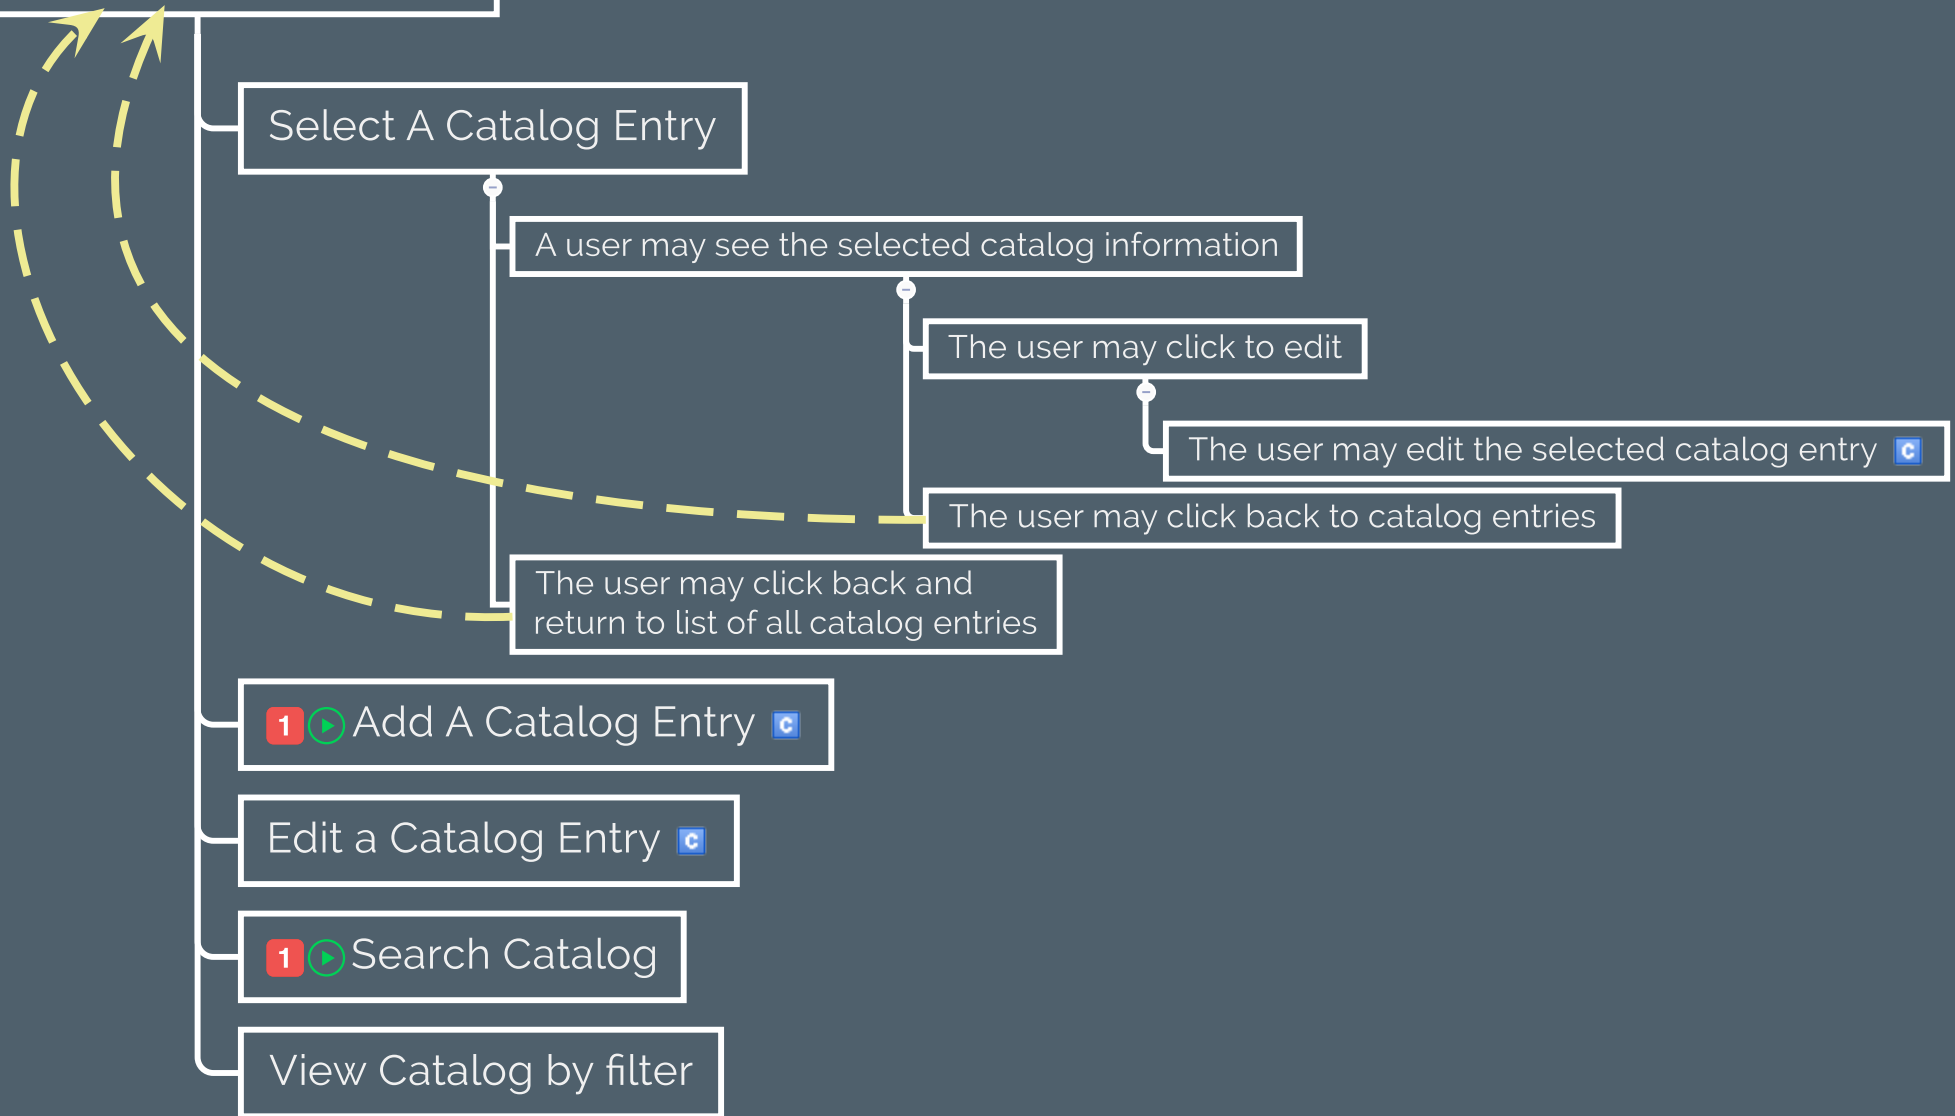 Select A Catalog Entry
A user may see the selected catalog information
The user may click to edit
The user may edit the selected catalog entry C
The user may click back to catalog entries
The user may click back and
return to list of all catalog entries
1 Add A Catalog Entry C
Edit a Catalog Entry C
1 Search Catalog
View Catalog by filter